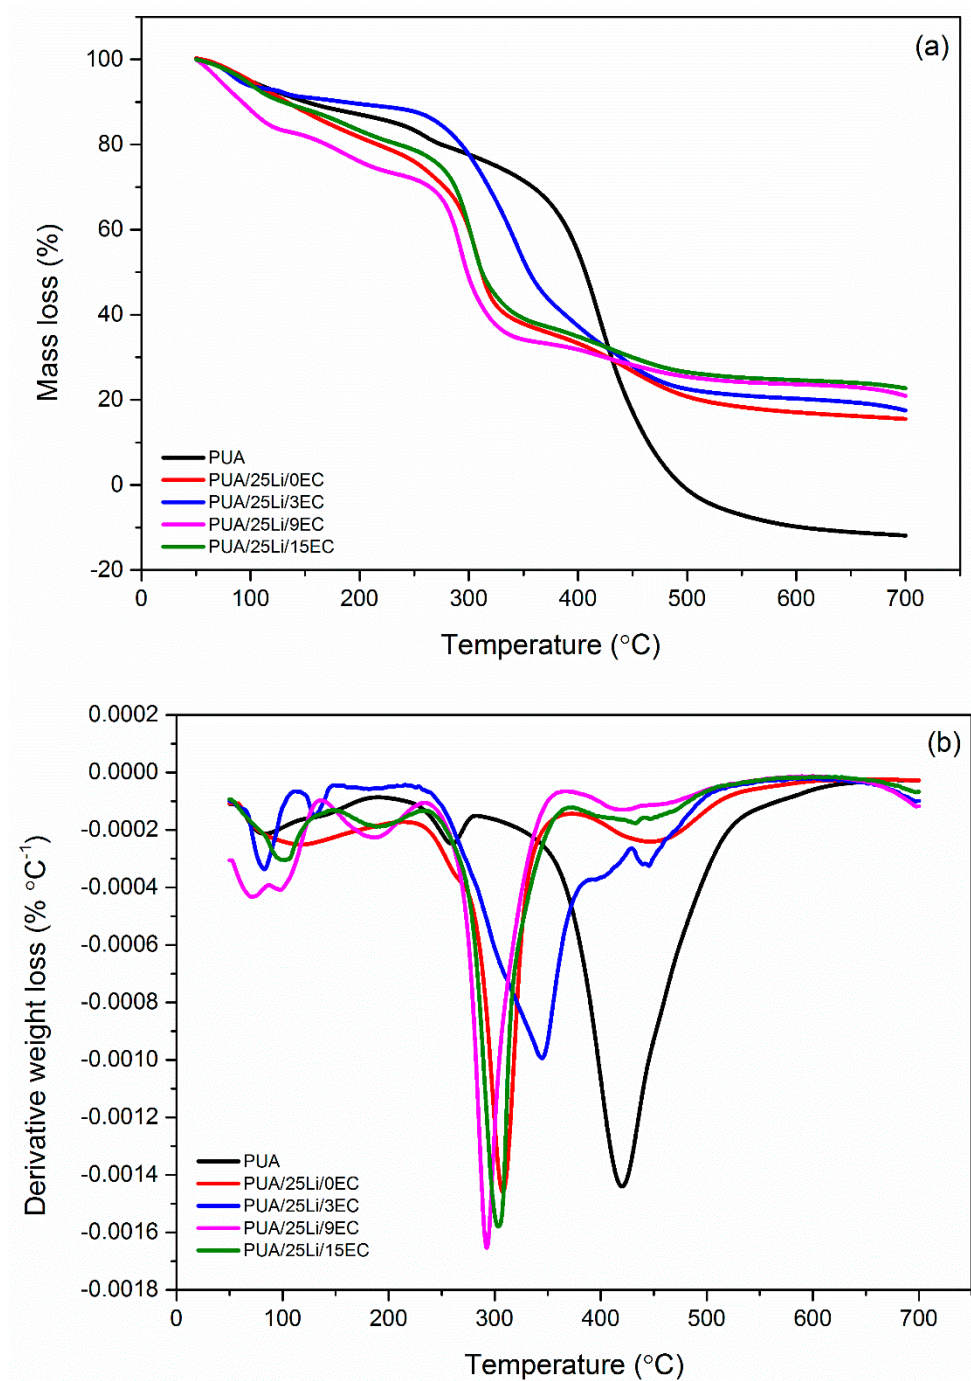 (a)
100
80
60
40
20
0
-20
Mass loss (%)
PUA
PUA/25Li/0EC
PUA/25Li/3EC
PUA/25Li/9EC
PUA/25Li/15EC
0 100 200 300 400 500 600 700
Temperature (°C)
(b)
0.0002
0.0000
-0.0002
-0.0004
-0.0006
-0.0008
-0.0010
-0.0012
-0.0014
-0.0016
-0.0018
Derivative weight loss (% °C-1)
PUA
PUA/25Li/0EC
PUA/25Li/3EC
PUA/25Li/9EC
PUA/25Li/15EC
0 100 200 300 400 500 600 700
Temperature (°C)